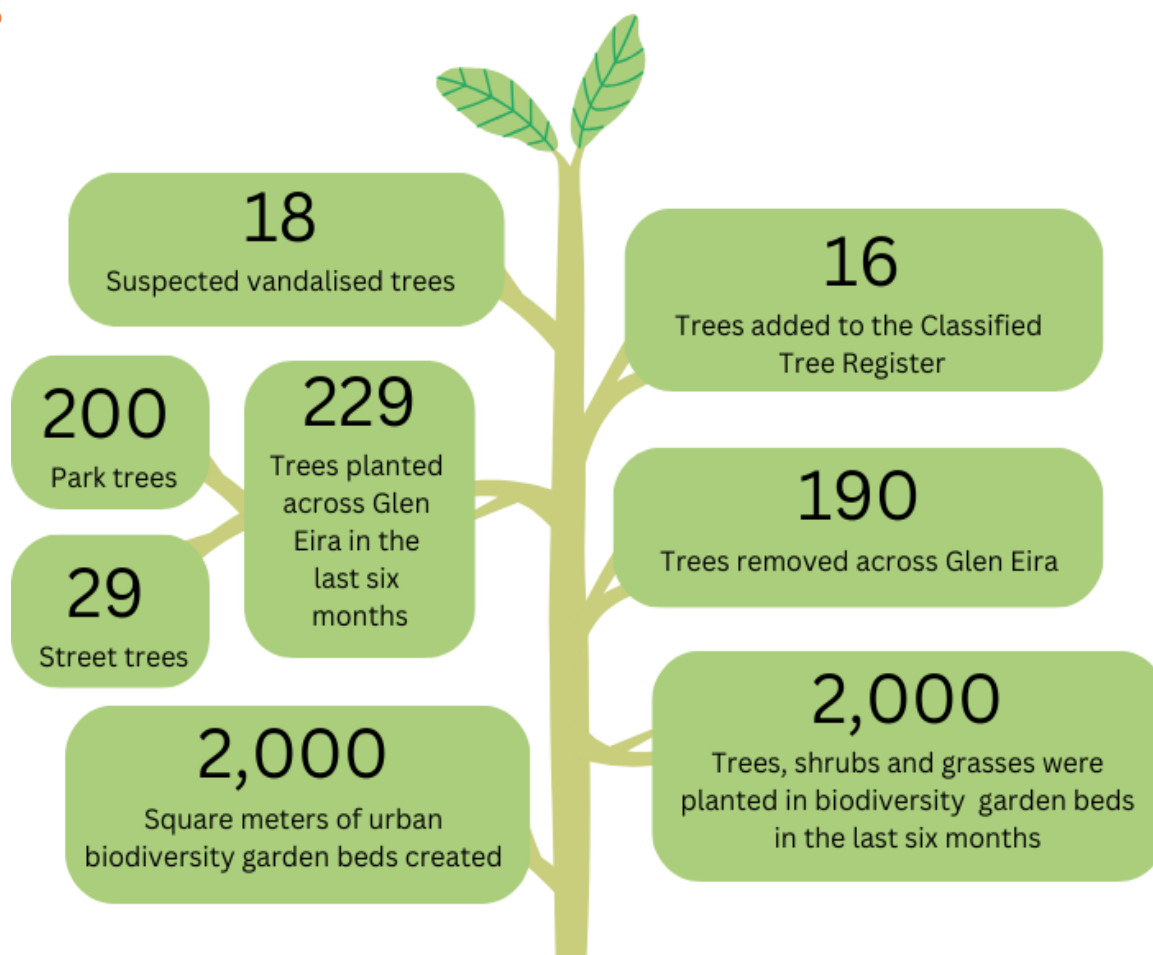 18
Suspected vandalised trees
16
Trees added to the Classified
Tree Register
200
Park trees
229
Trees planted
across Glen
Eira in the
last six
months
29
Street trees
190
Trees removed across Glen Eira
2,000
Square meters of urban
biodiversity garden beds created
2,000
Trees, shrubs and grasses were
planted in biodiversity  garden beds
in the last six months